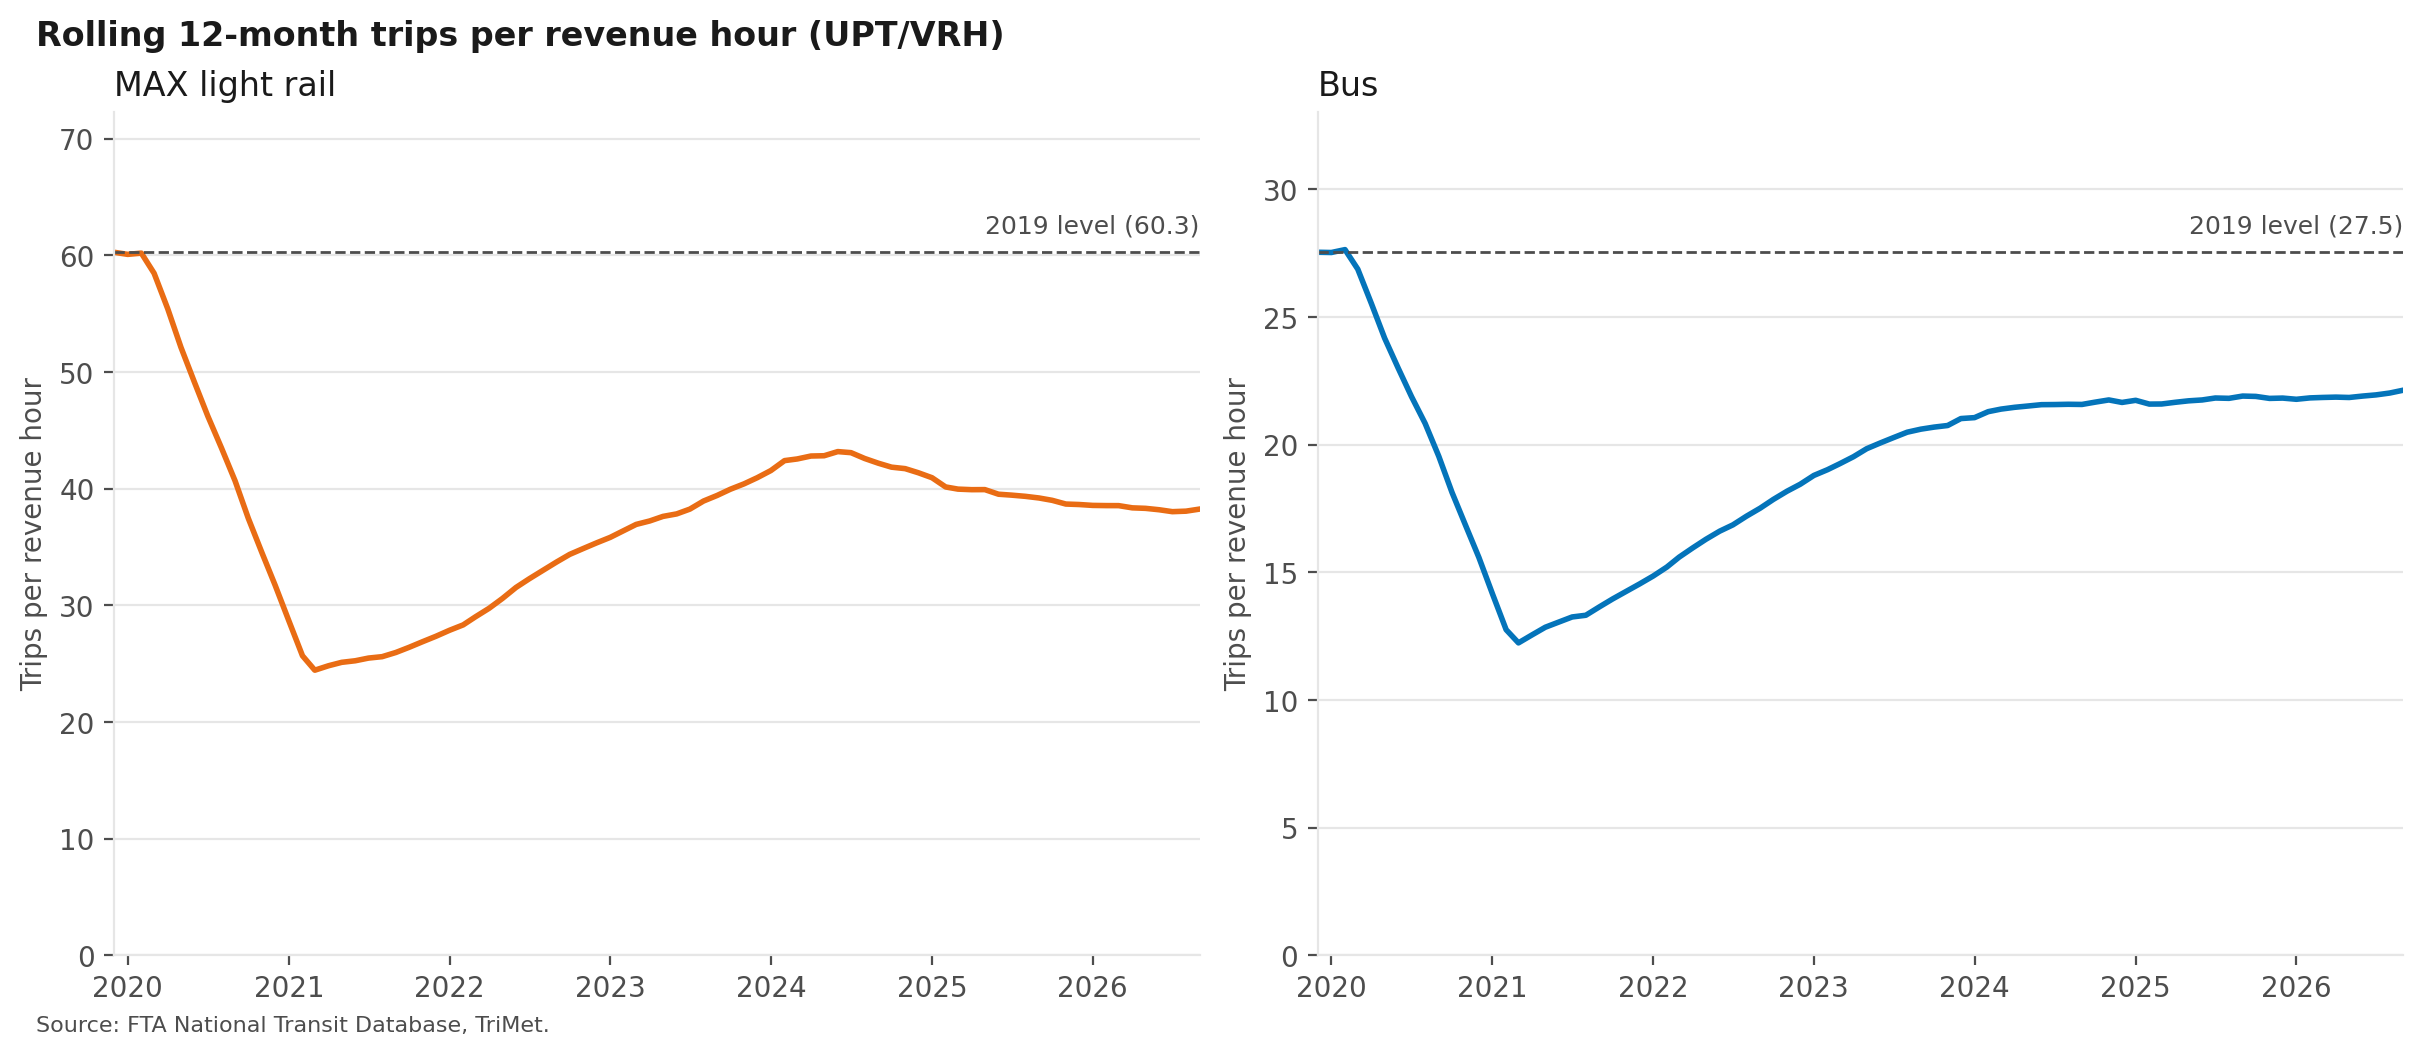 Rolling 12-month trips per revenue hour (UPT/VRH)
MAX light rail
Trips per revenue hour
70
60
50
40
30
20
10
0
2019 level (60.3)
2020 2021 2022 2023 2024 2025 2026
Bus
Trips per revenue hour
30
25
20
15
10
5
0
2019 level (27.5)
2020 2021 2022 2023 2024 2025 2026
Source: FTA National Transit Database, TriMet.